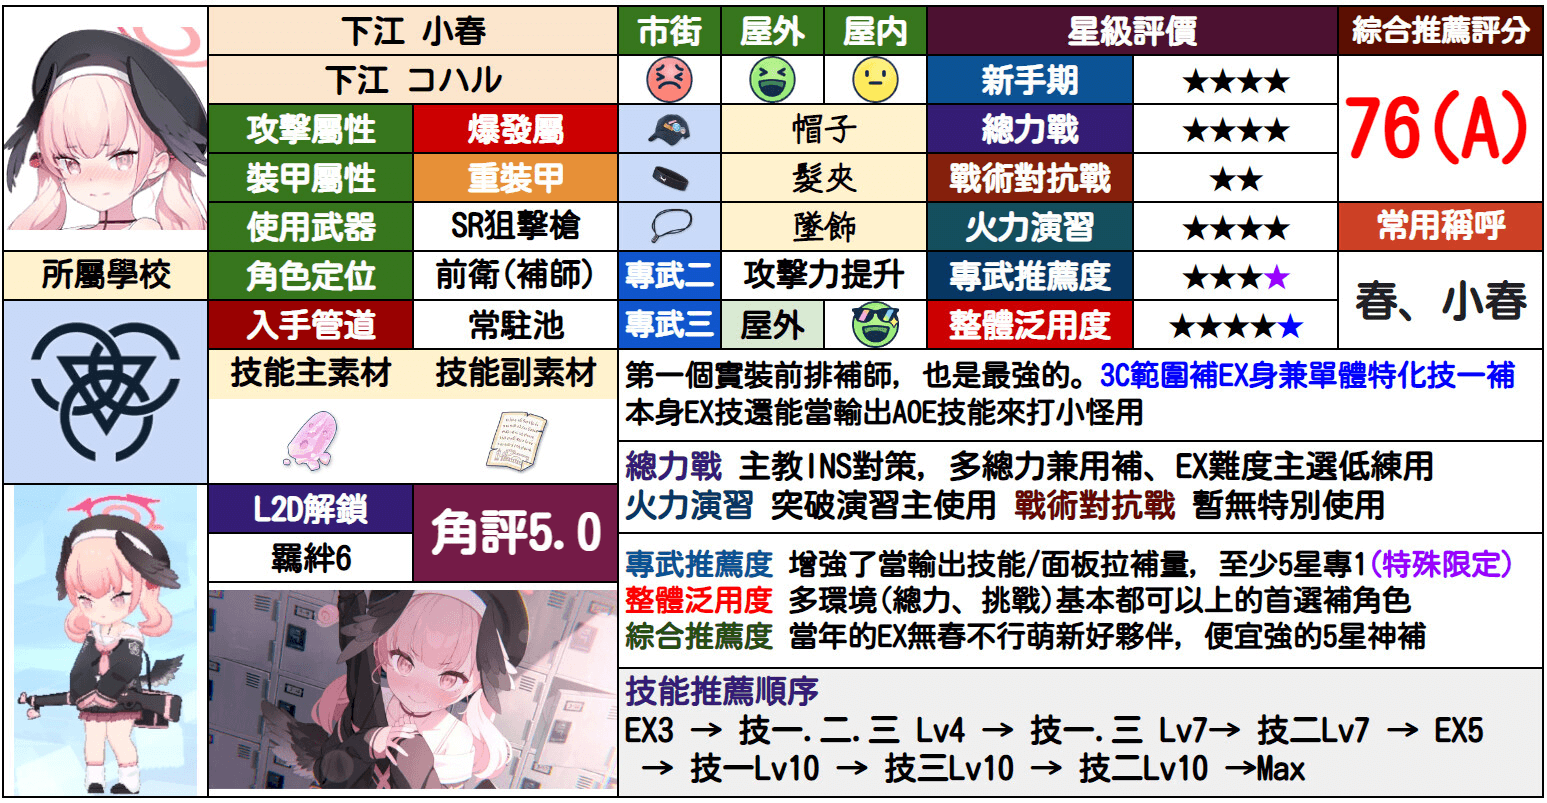 下江 小春
下江 コハル
攻擊屬性 爆發屬
裝甲屬性 重裝甲
使用武器 SR狙擊槍
所屬學校
角色定位 前衛(補師)
入手管道 常駐池
技能主素材 技能副素材
L2D解鎖
羈絆6
角評5.0
市街 屋外 屋内
帽子
髮夾
墜飾
專武二 攻擊力提升
專武三 屋外
星級評價
新手期 ★★★★
總力戰 ★★★★
戰術對抗戰 ★★
火力演習 ★★★★
專武推薦度 ★★★★
整體泛用度 ★★★★★
綜合推薦評分
76(A)
常用稱呼
春、小春
第一個實裝前排補師, 也是最強的。3C範圍補EX身兼單體特化技一補
本身EX技還能當輸出AOE技能來打小怪用
總力戰 主教INS對策, 多總力兼用補、EX難度主選低練用
火力演習 突破演習主使用 戰術對抗戰 暫無特別使用
專武推薦度 增強了當輸出技能/面板拉補量, 至少5星專1(特殊限定)
整體泛用度 多環境(總力、挑戰)基本都可以上的首選補角色
綜合推薦度 當年的EX無春不行萌新好夥伴, 便宜強的5星神補
技能推薦順序
EX3 → 技一.二.三 Lv4 → 技一.三 Lv7→ 技二Lv7 → EX5
→ 技一Lv10 → 技三Lv10 → 技二Lv10 →Max